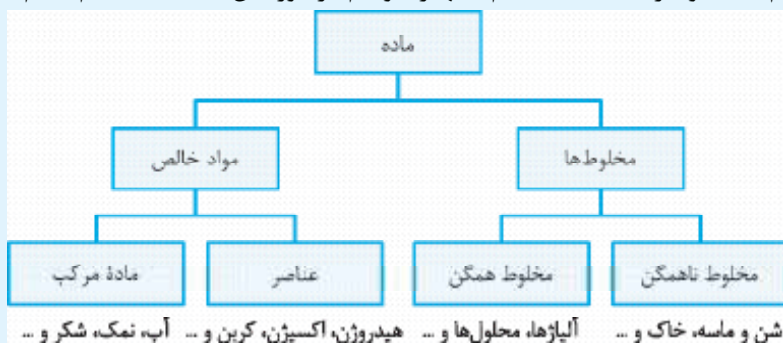 ماده
مخلوط‌ها
مواد خالص
مخلوط ناهمگن
مخلوط همگن
عناصر
مادهٔ مرکب
شن و ماسه، خاک و ...
آلیاژها، محلول‌ها و ...
هیدروژن، اکسیژن، کربن و ...
آب، نمک، شکر و ...